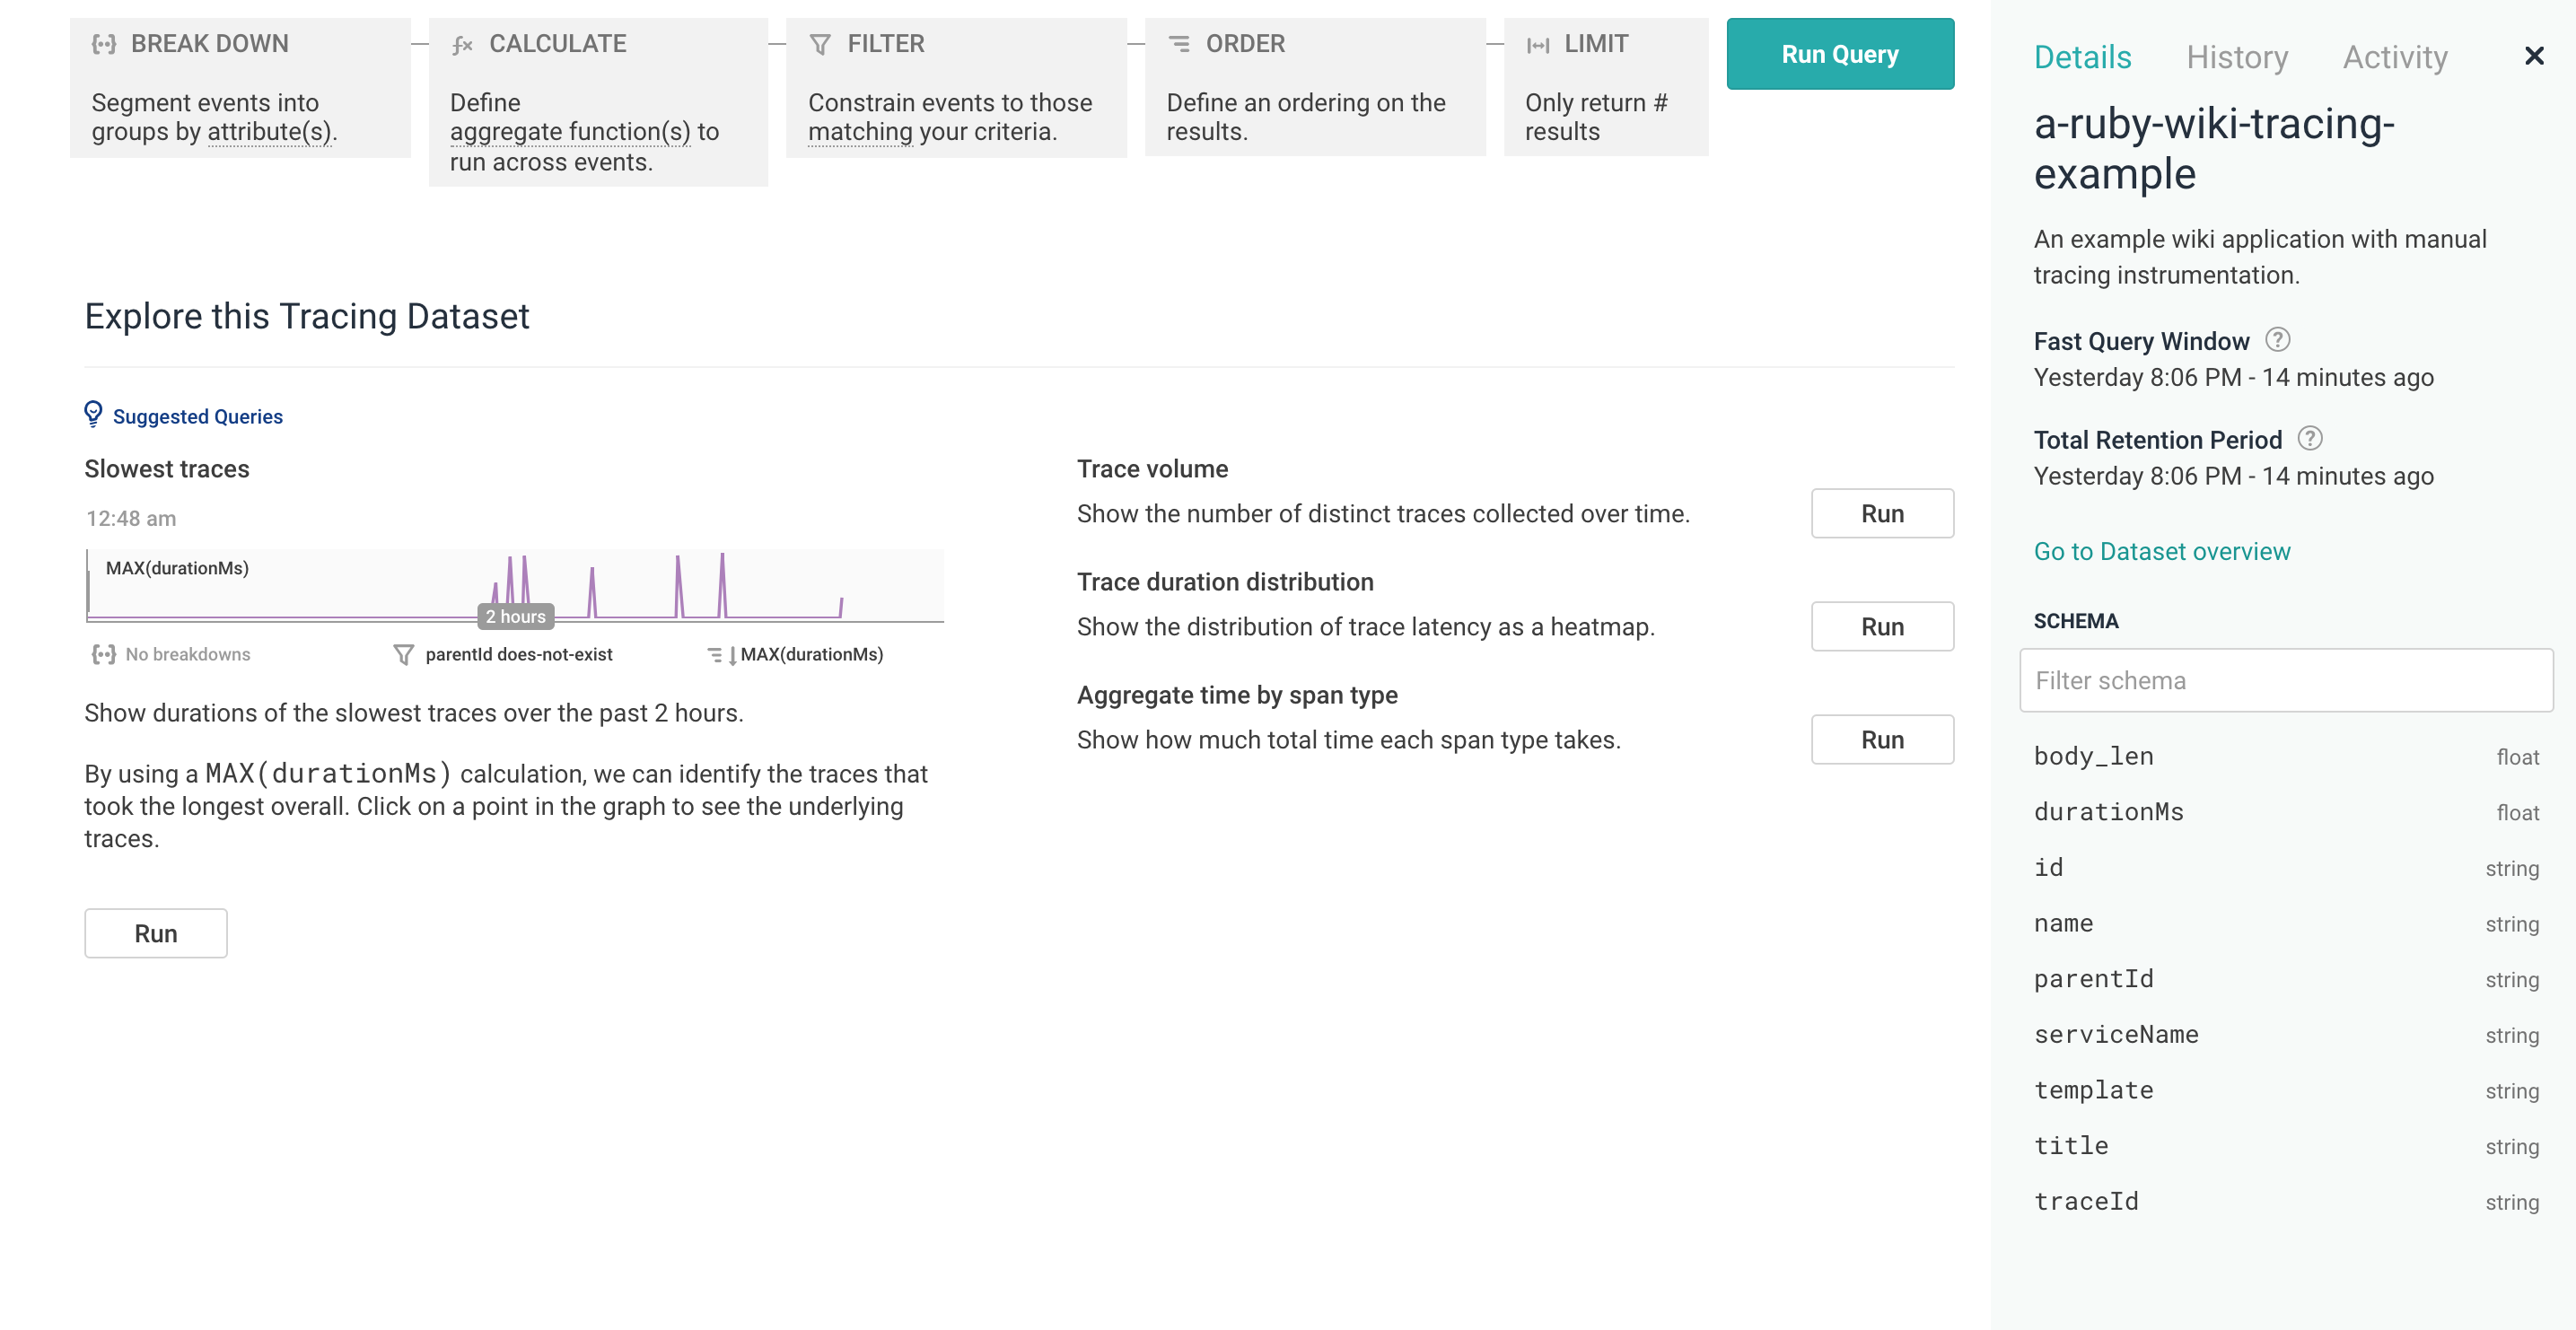 BREAK DOWN
Segment events into
groups by attribute(s).
CALCULATE
Define
aggregate function(s) to
run across events.
FILTER
Constrain events to those
matching your criteria.
ORDER
Define an ordering on the
results.
LIMIT
Only return #
results
Run Query
Explore this Tracing Dataset
Suggested Queries
Slowest traces
12:48 am
MAX(durationMs)
2 hours
No breakdowns
parentId does-not-exist
MAX(durationMs)
Show durations of the slowest traces over the past 2 hours.
By using a MAX(durationMs) calculation, we can identify the traces that
took the longest overall. Click on a point in the graph to see the underlying
traces.
Run
Trace volume
Show the number of distinct traces collected over time.
Run
Trace duration distribution
Show the distribution of trace latency as a heatmap.
Run
Aggregate time by span type
Show how much total time each span type takes.
Run
Details History Activity
a-ruby-wiki-tracing-
example
An example wiki application with manual
tracing instrumentation.
Fast Query Window ?
Yesterday 8:06 PM - 14 minutes ago
Total Retention Period ?
Yesterday 8:06 PM - 14 minutes ago
Go to Dataset overview
SCHEMA
Filter schema
body_len float
durationMs float
id string
name string
parentId string
serviceName string
template string
title string
traceId string